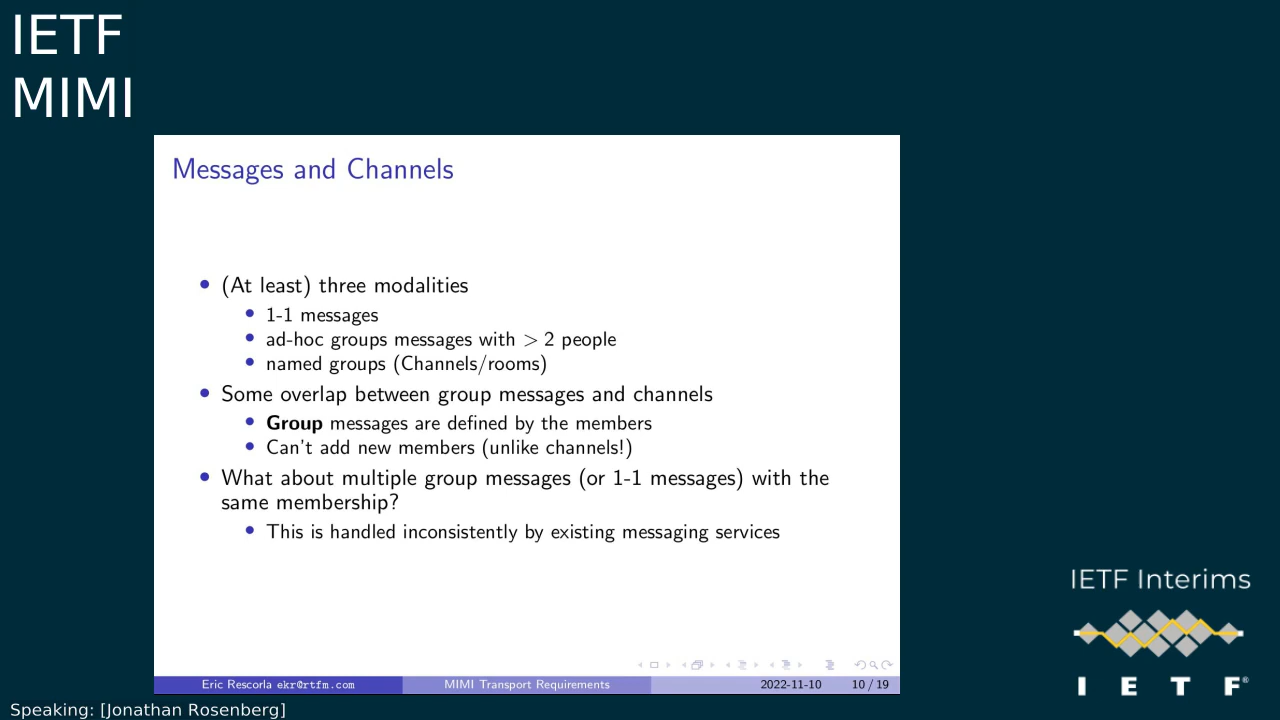 IETF
MIMI
Messages and Channels
(At least) three modalities
1-1 messages
ad-hoc groups messages with > 2 people
named groups (Channels/rooms)
Some overlap between group messages and channels
Group messages are defined by the members
Can't add new members (unlike channels!)
What about multiple group messages (or 1-1 messages) with the
same membership?
This is handled inconsistently by existing messaging services
Eric Rescorla ekr@rtfm.com MIMI Transport Requirements 2022-11-10 10 / 19
IETF Interims
I E T F®
Speaking: [Jonathan Rosenberg]